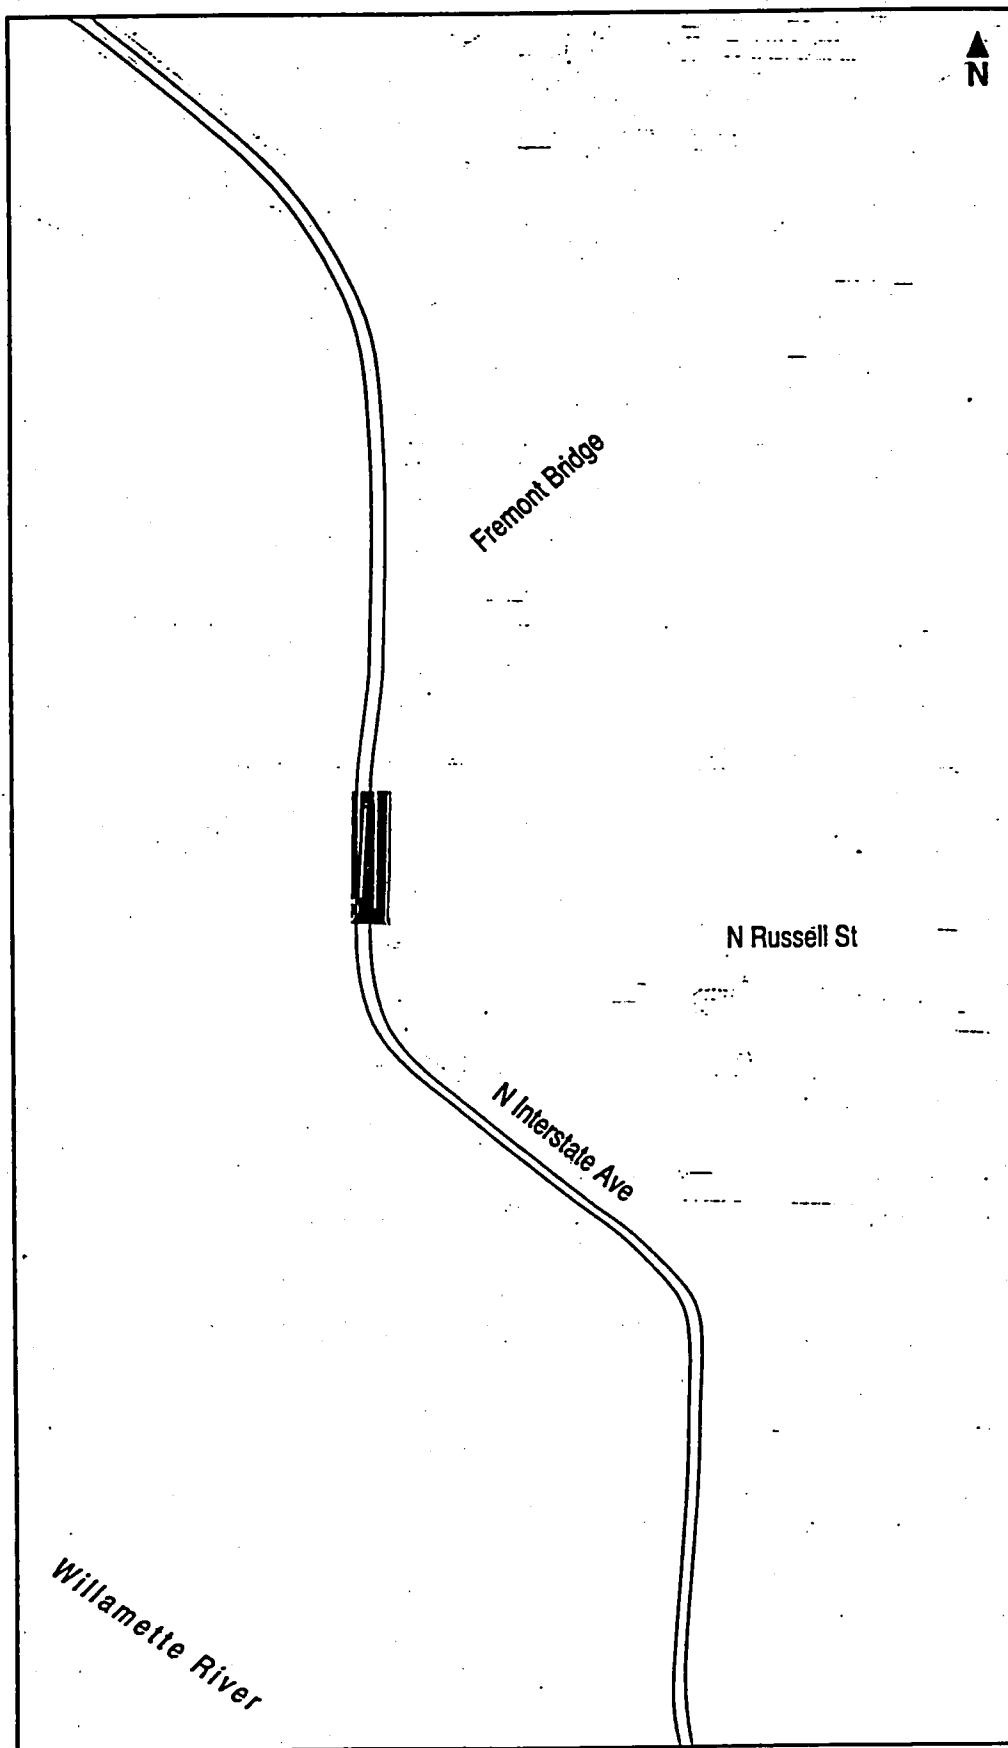 N
Fremont Bridge
N Russell St
N Interstate Ave
Willamette River